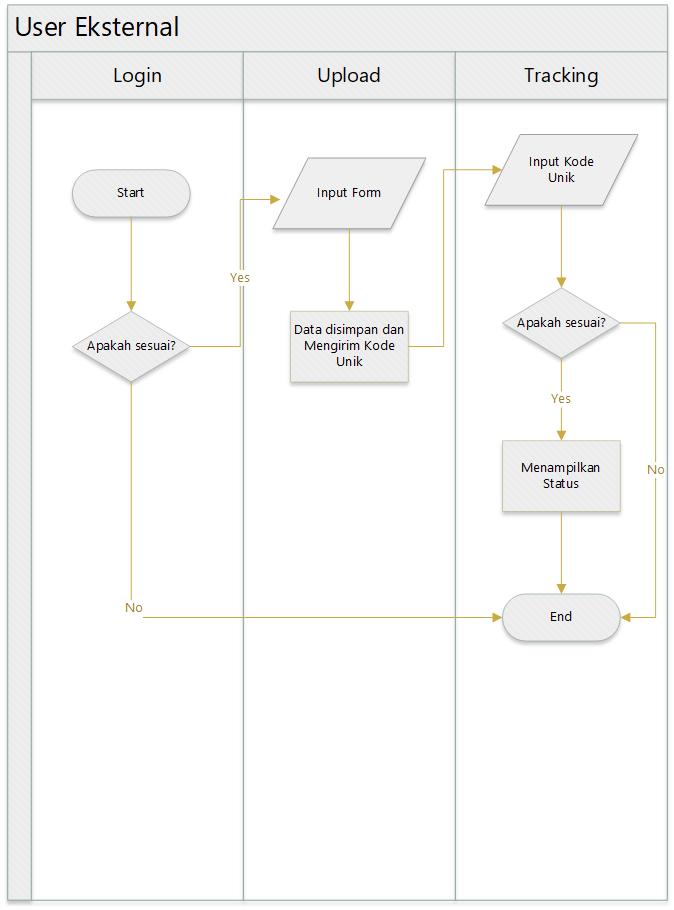 User Eksternal
Login
Upload
Tracking
Start
Apakah sesuai?
Yes
No
Input Form
Data disimpan dan
Mengirim Kode
Unik
Input Kode
Unik
Apakah sesuai?
Yes
No
Menampilkan
Status
End